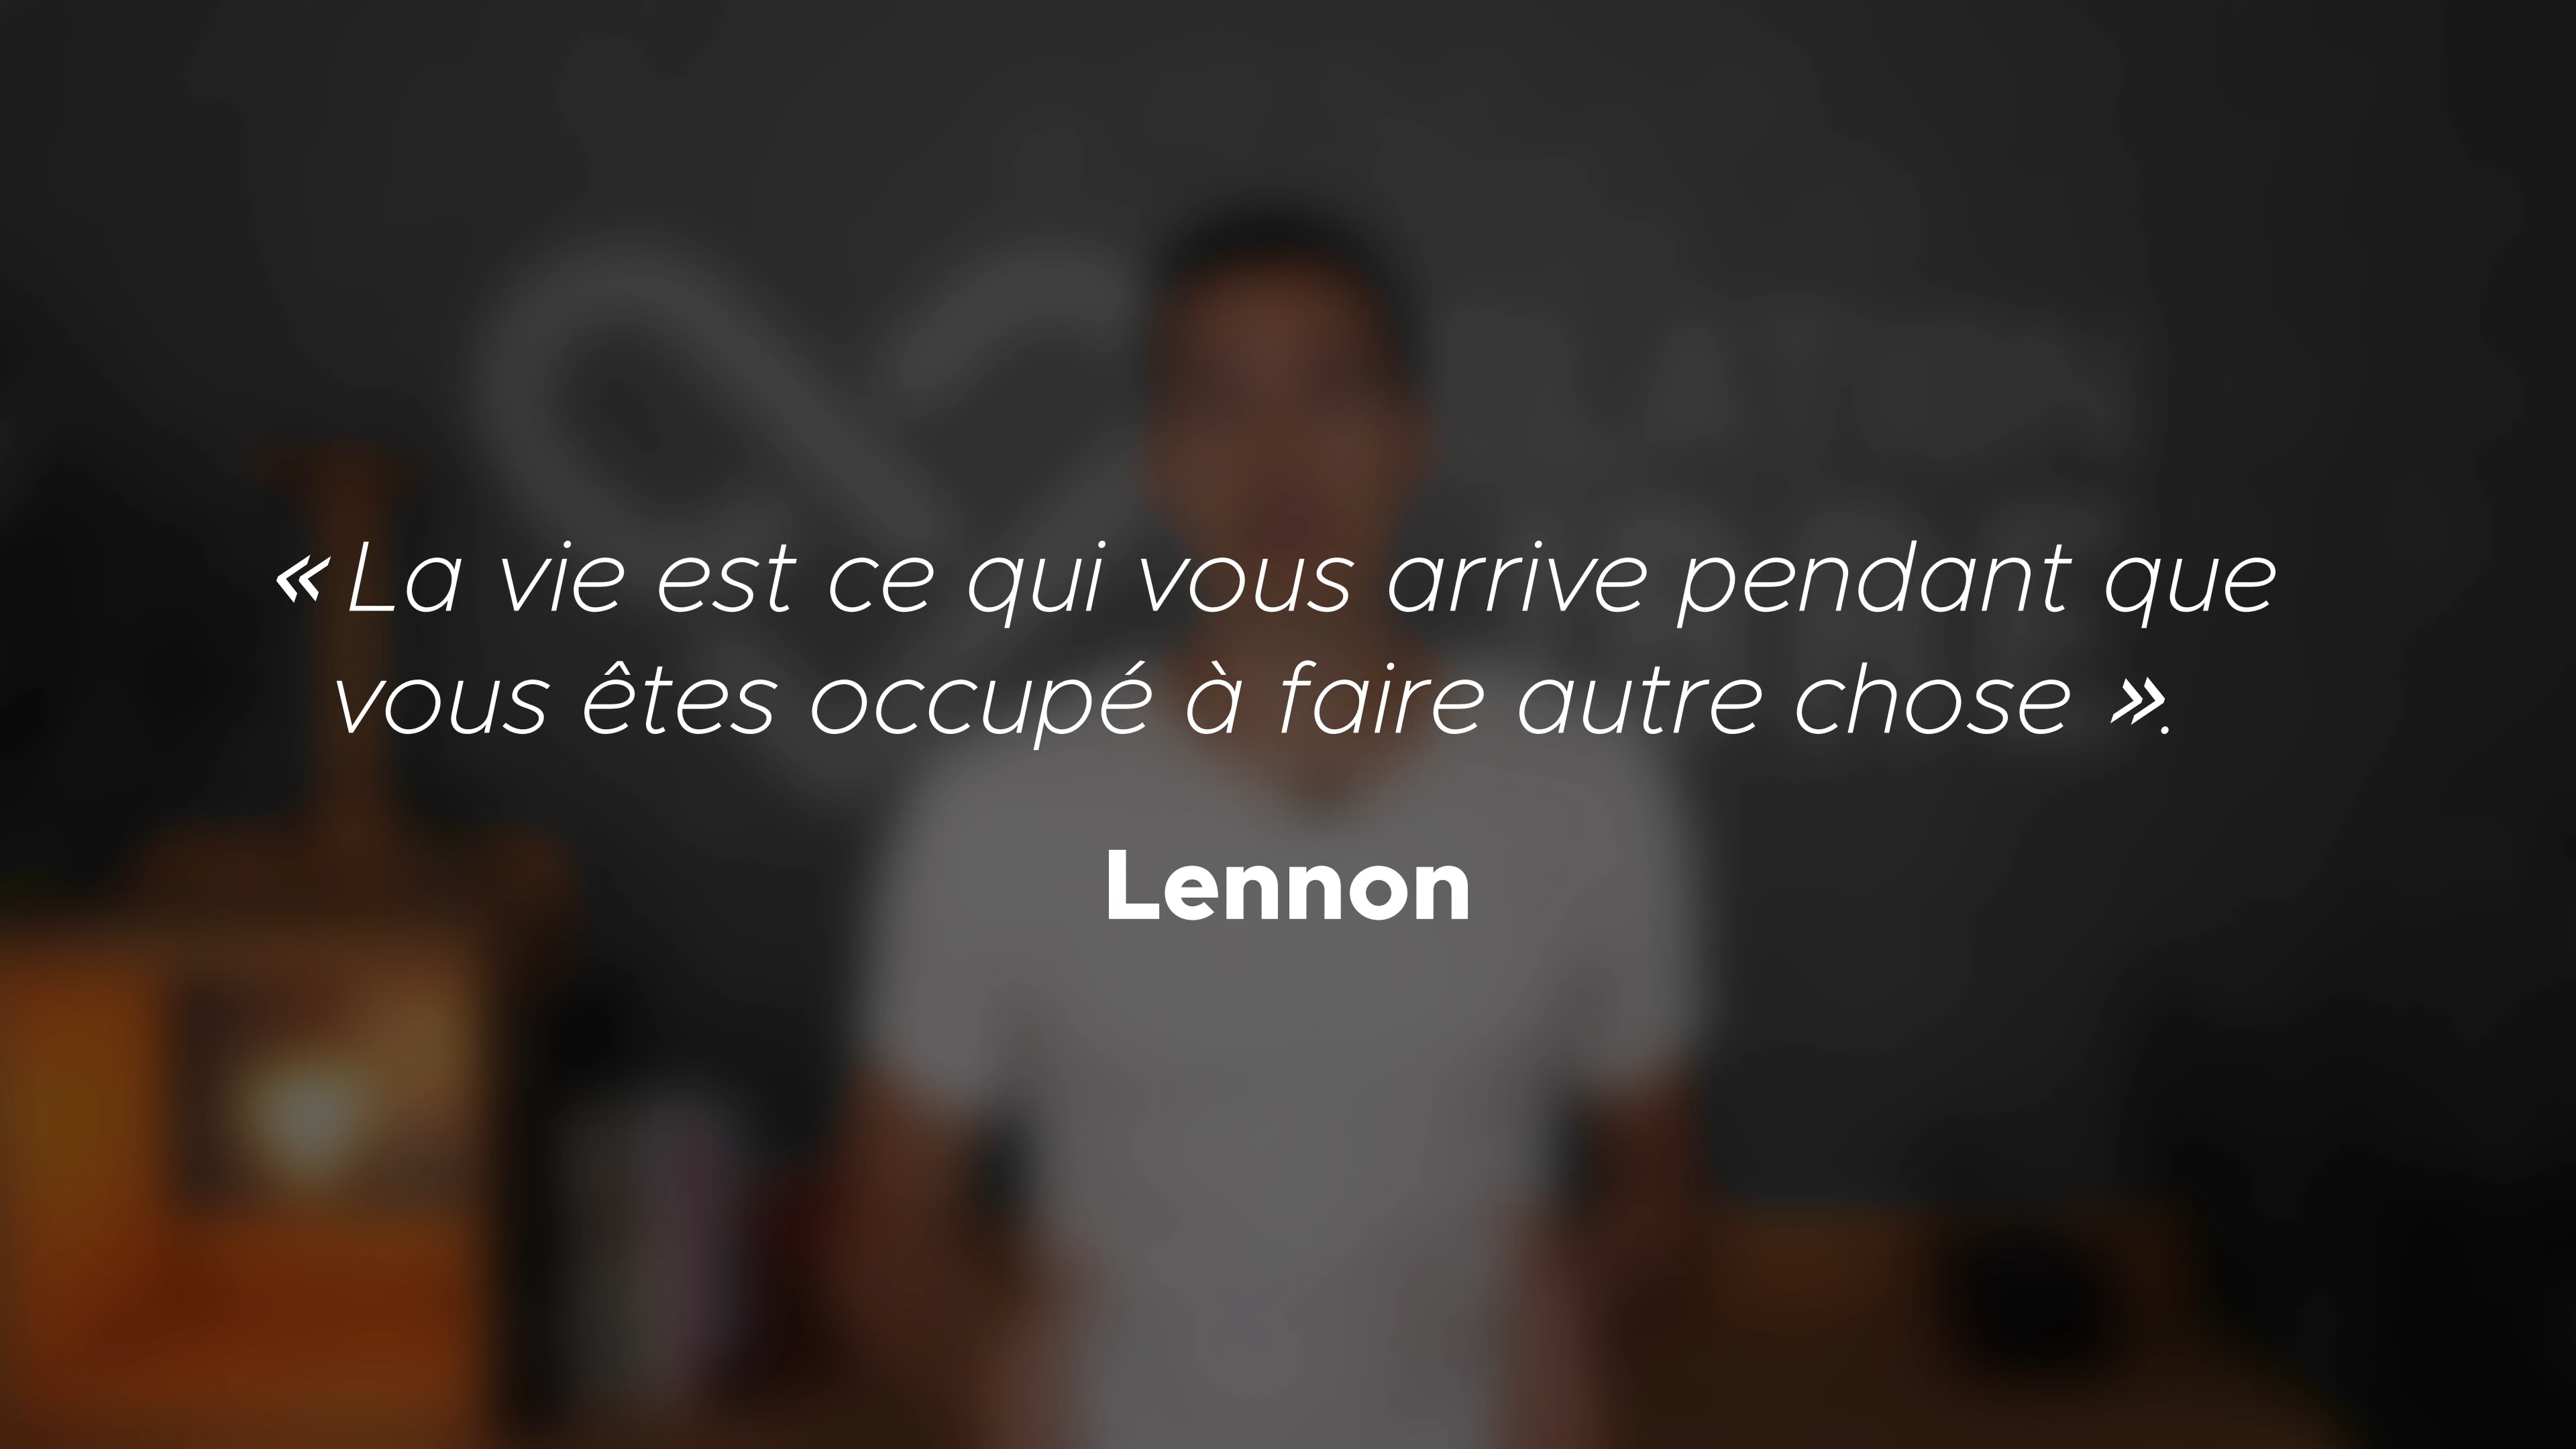 « La vie est ce qui vous arrive pendant que
vous êtes occupé à faire autre chose ».
Lennon